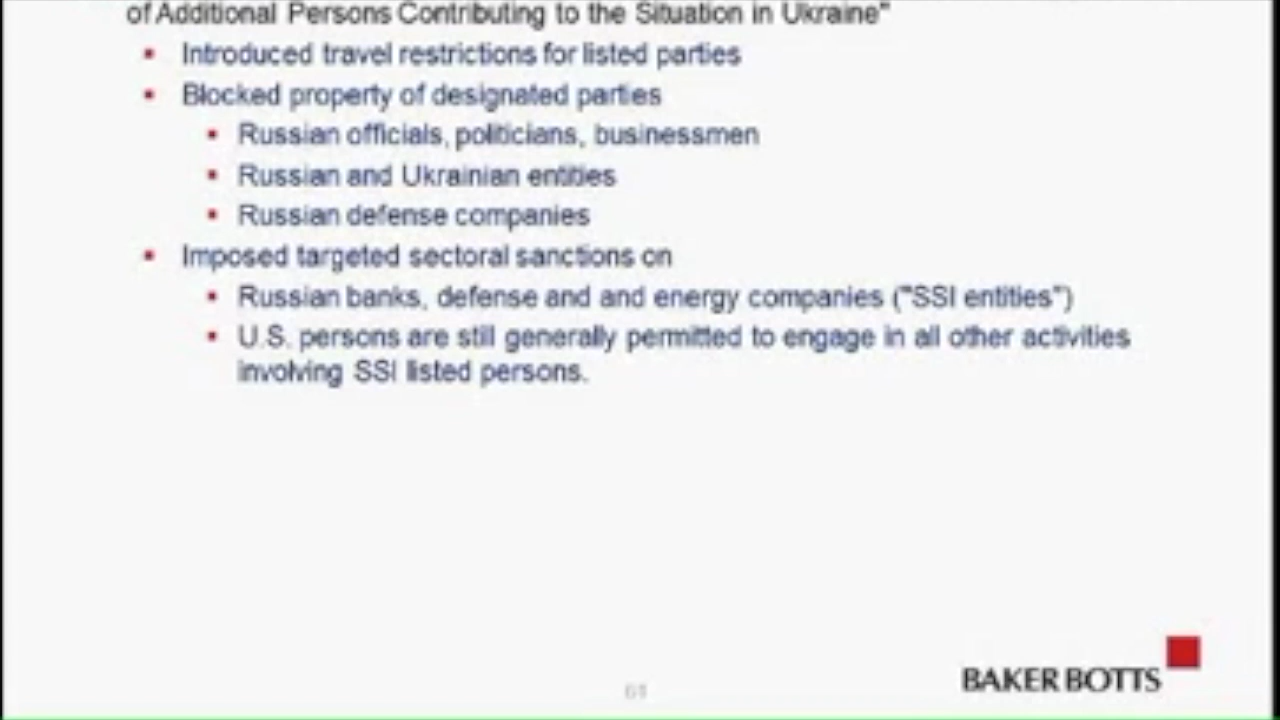 of Additional Persons Contributing to the Situation in Ukraine"
Introduced travel restrictions for listed parties
Blocked property of designated parties
Russian officials, politicians, businessmen
Russian and Ukrainian entities
Russian defense companies
Imposed targeted sectoral sanctions on
Russian banks, defense and and energy companies ("SSI entities")
U.S. persons are still generally permitted to engage in all other activities
involving SSI listed persons.
BAKER BOTTS